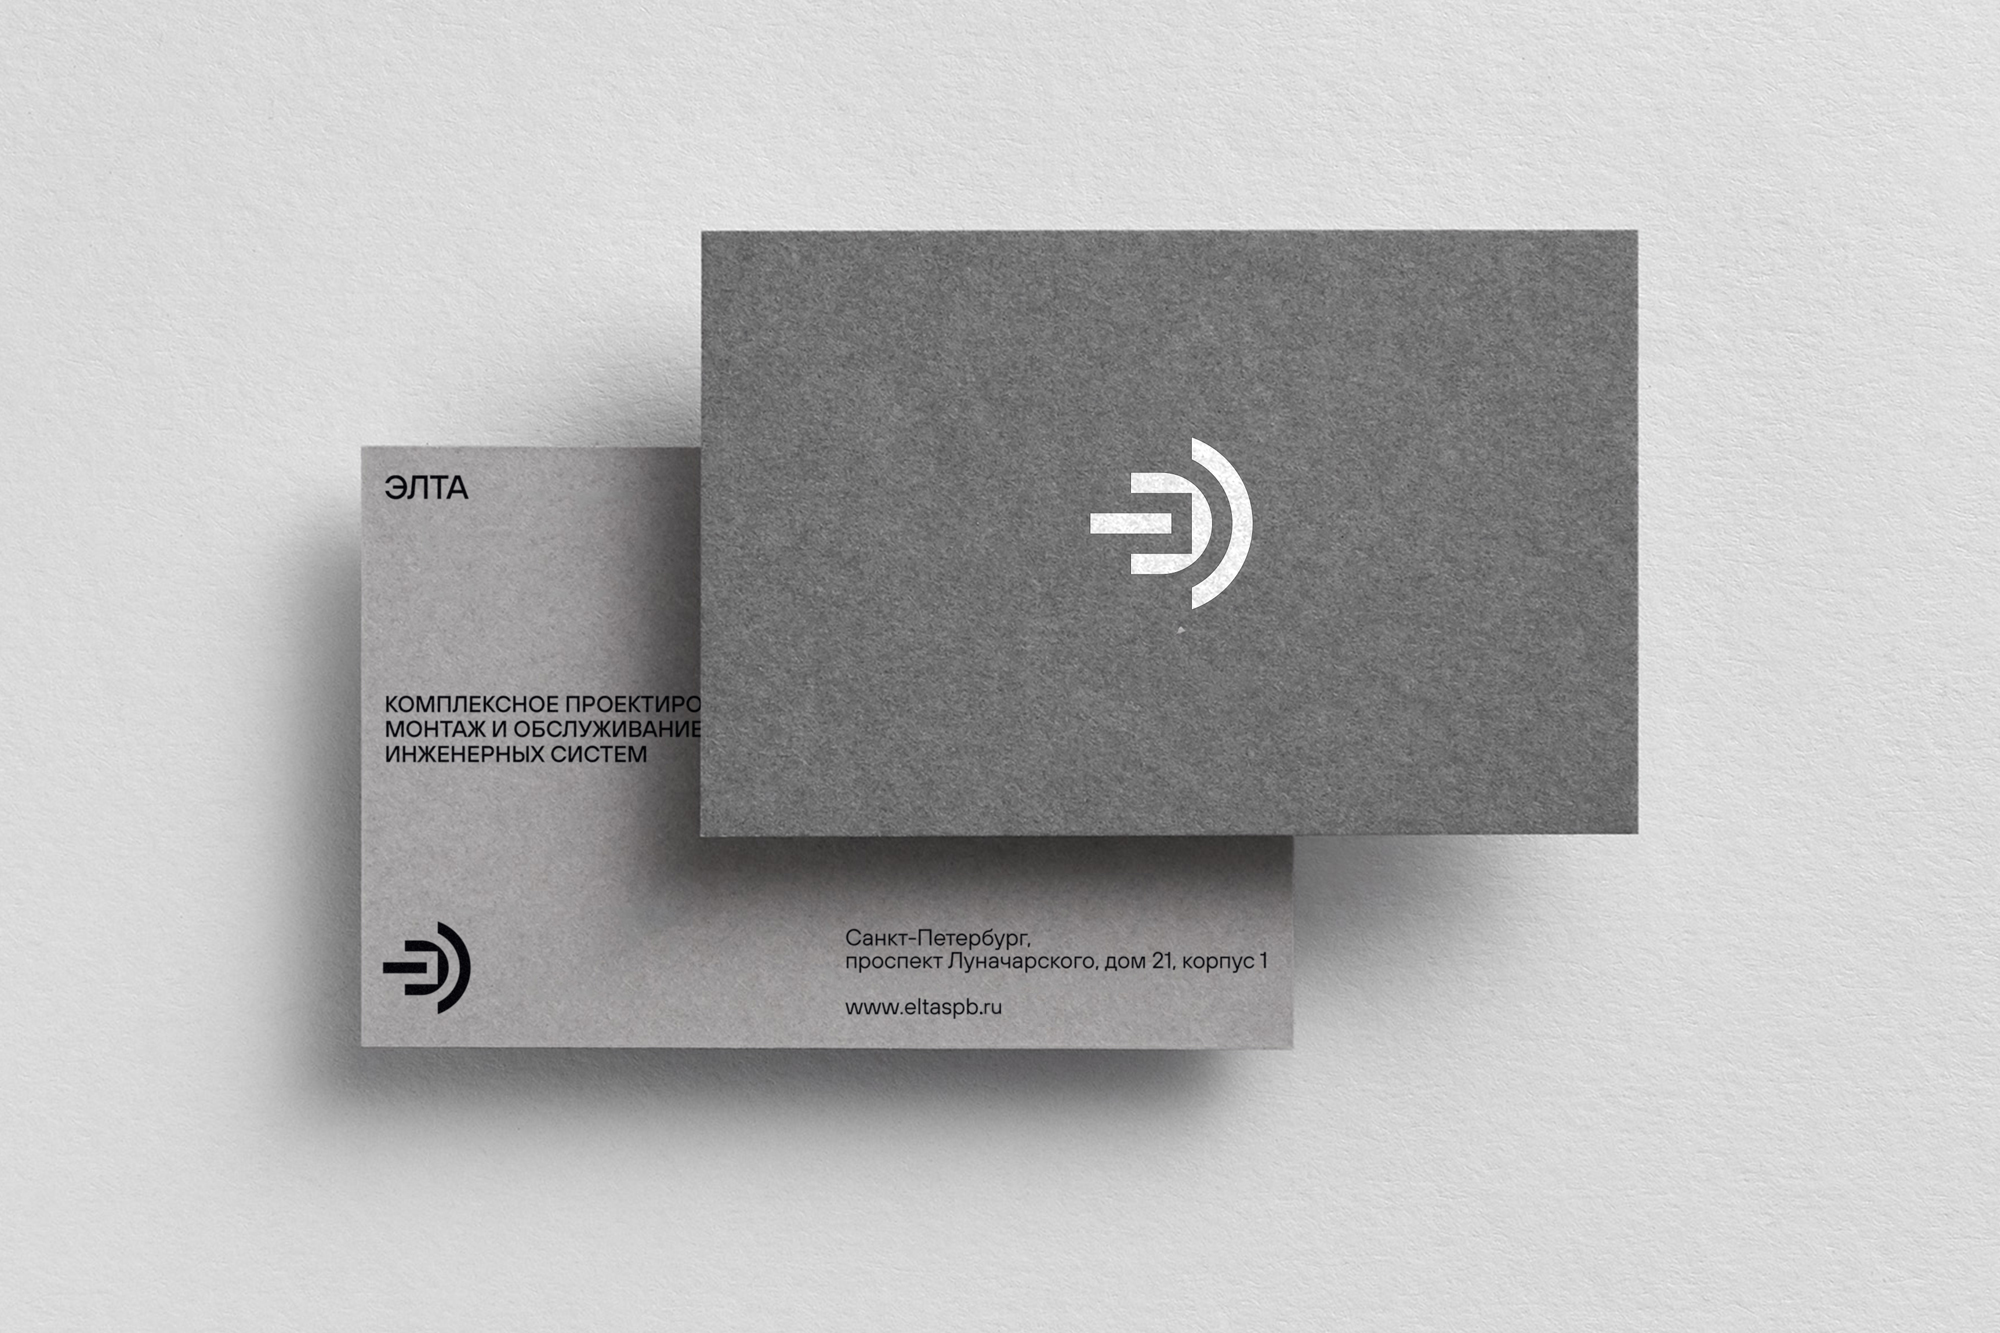 ЭЛТА
КОМПЛЕКСНОЕ ПРОЕКТИРО
МОНТАЖ И ОБСЛУЖИВАНИЕ
ИНЖЕНЕРНЫХ СИСТЕМ
Санкт-Петербург,
проспект Луначарского, дом 21, корпус 1
www.eltaspb.ru